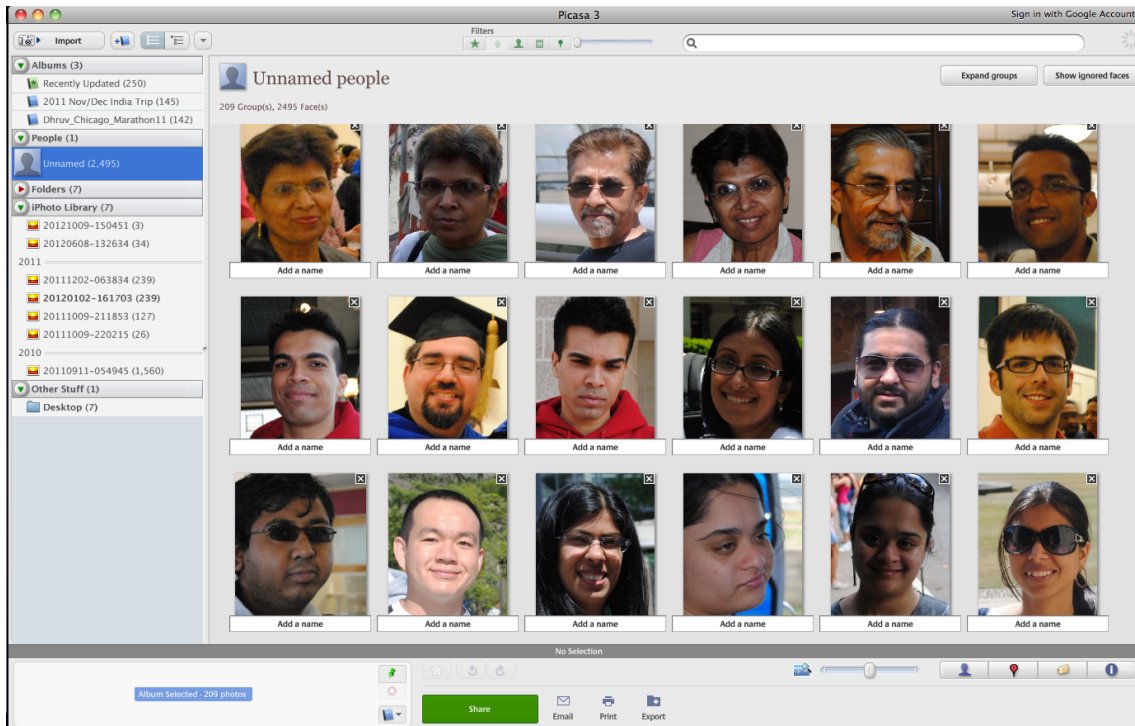 Picasa 3
Sign in with Google Account
Import
Filters
Albums (3)
Recently Updated (250)
2011 Nov/Dec India Trip (145)
Dhruv_Chicago_Marathon11 (142)
People (1)
Unnamed (2,495)
Folders (7)
iPhoto Library (7)
20121009-150451 (3)
20120608-132634 (34)
2011
20111202-063834 (239)
20120102-161703 (239)
20111009-211853 (127)
20111009-220215 (26)
2010
20110911-054945 (1,560)
Other Stuff (1)
Desktop (7)
Unnamed people
Expand groups
Show ignored faces
209 Group(s), 2495 Face(s)
Add a name Add a name Add a name Add a name Add a name Add a name
Add a name Add a name Add a name Add a name Add a name Add a name
Add a name Add a name Add a name Add a name Add a name Add a name
No Selection
Album Selected - 209 photos
Share
Email
Print
Export